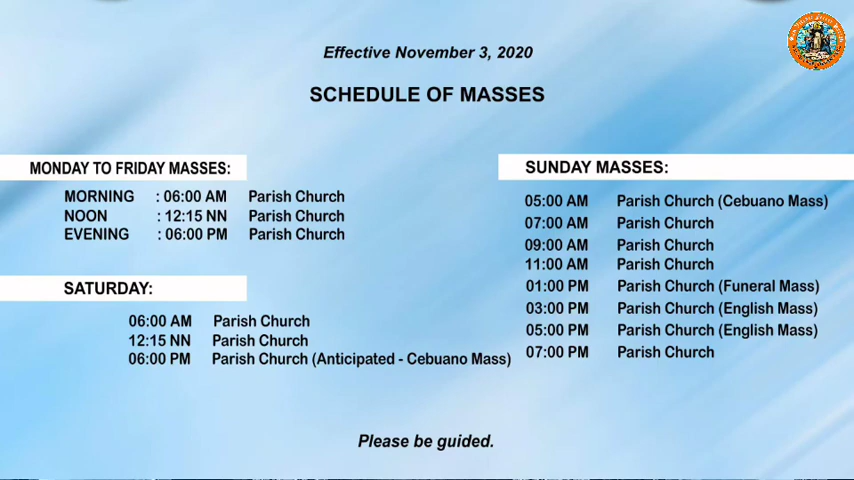 Effective November 3, 2020
SCHEDULE OF MASSES
MONDAY TO FRIDAY MASSES:
MORNING : 06:00 AM Parish Church
NOON : 12:15 NN Parish Church
EVENING : 06:00 PM Parish Church
SATURDAY:
06:00 AM Parish Church
12:15 NN Parish Church
06:00 PM Parish Church (Anticipated - Cebuano Mass)
SUNDAY MASSES:
05:00 AM Parish Church (Cebuano Mass)
07:00 AM Parish Church
09:00 AM Parish Church
11:00 AM Parish Church
01:00 PM Parish Church (Funeral Mass)
03:00 PM Parish Church (English Mass)
05:00 PM Parish Church (English Mass)
07:00 PM Parish Church
Please be guided.